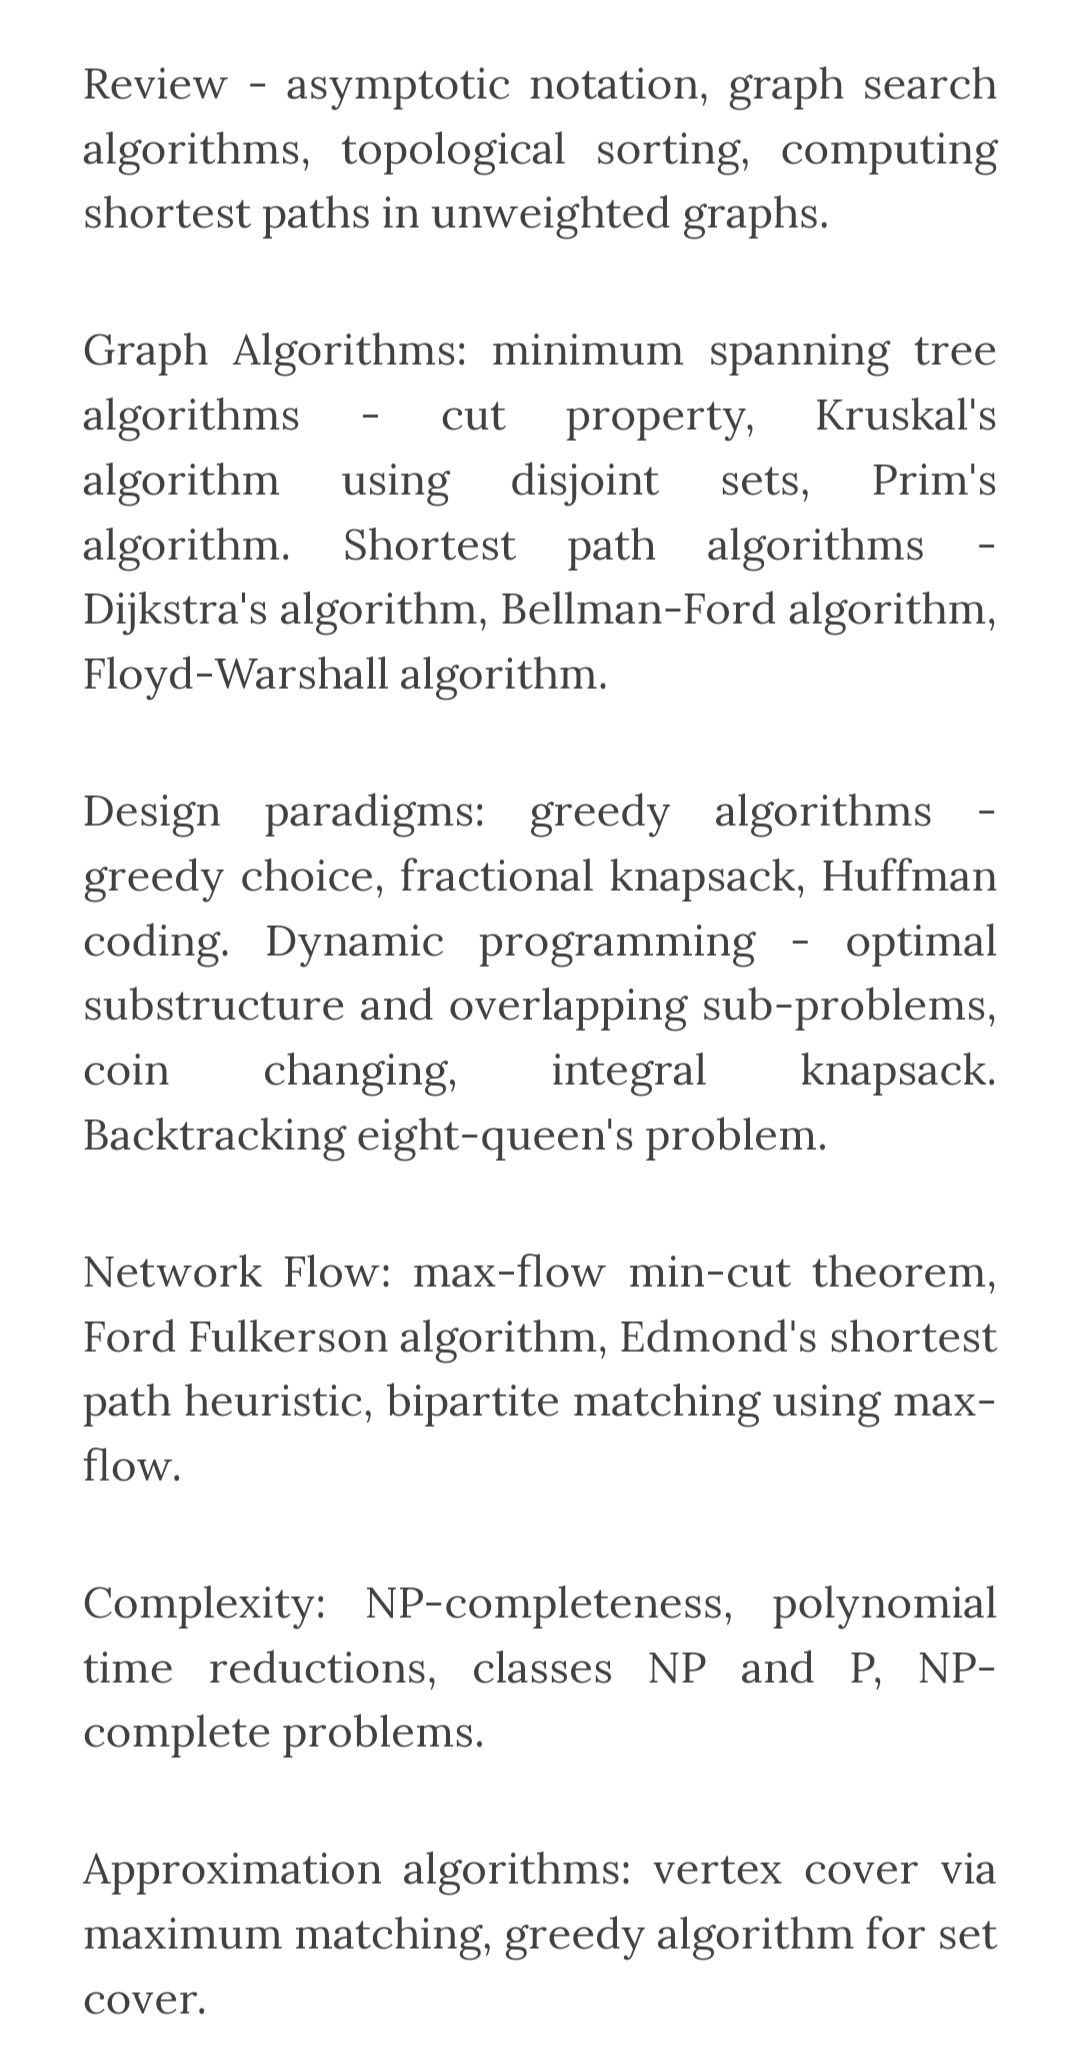 Review - asymptotic notation, graph search
algorithms, topological sorting, computing
shortest paths in unweighted graphs.
Graph Algorithms: minimum spanning tree
algorithms - cut property, Kruskal's
algorithm using disjoint sets, Prim's
algorithm. Shortest path algorithms -
Dijkstra's algorithm, Bellman-Ford algorithm,
Floyd-Warshall algorithm.
Design paradigms: greedy algorithms -
greedy choice, fractional knapsack, Huffman
coding. Dynamic programming - optimal
substructure and overlapping sub-problems,
coin changing, integral knapsack.
Backtracking eight-queen's problem.
Network Flow: max-flow min-cut theorem,
Ford Fulkerson algorithm, Edmond's shortest
path heuristic, bipartite matching using max-
flow.
Complexity: NP-completeness, polynomial
time reductions, classes NP and P, NP-
complete problems.
Approximation algorithms: vertex cover via
maximum matching, greedy algorithm for set
cover.